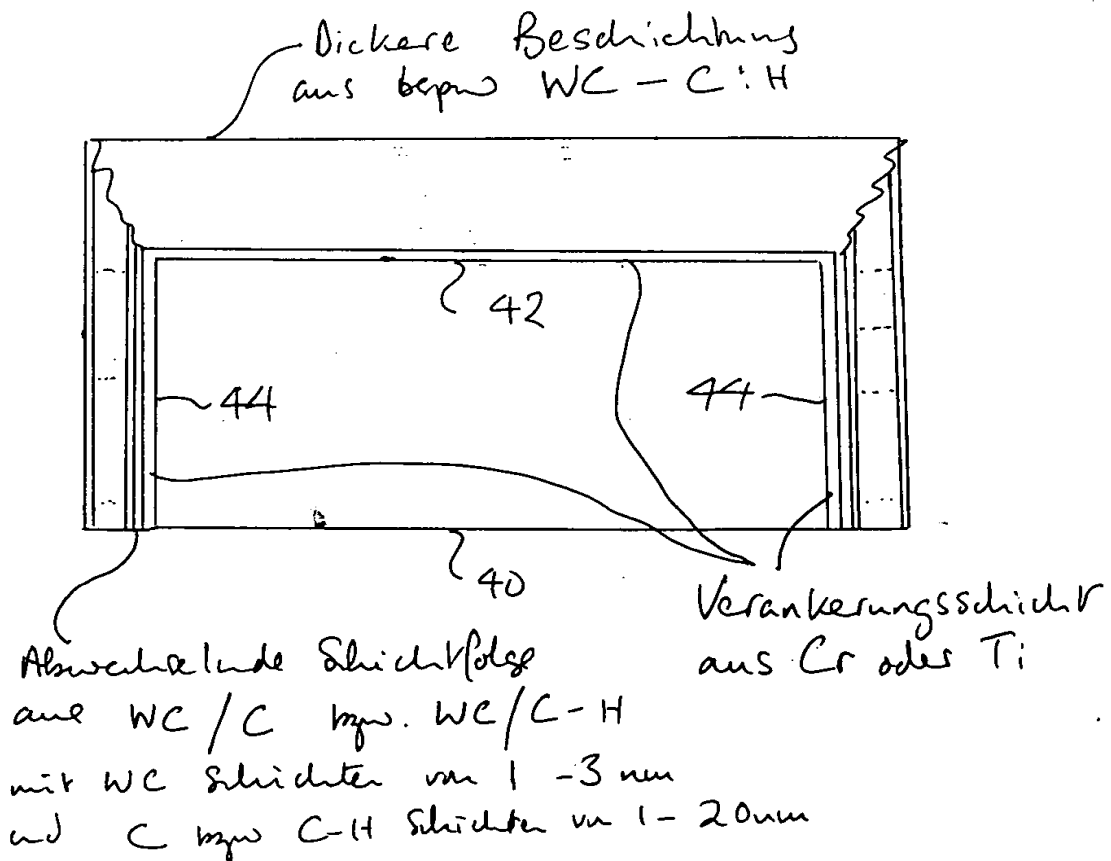 Dickere Beschichtung
aus bspw WC - C:H
42
44
44
40
Verankerungsschicht
aus Cr oder Ti
Abwechselnde Schichtfolge
aus WC/C bzw. WC/C-H
mit WC Schichten von 1 - 3 nm
und C bzw C-H Schichten von 1 - 20nm